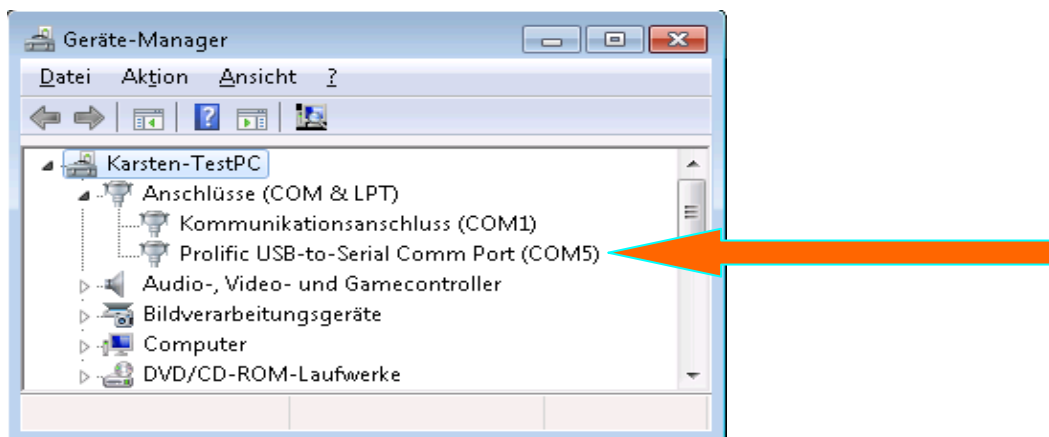 Geräte-Manager
Datei Aktion Ansicht ?
Karsten-TestPC
Anschlüsse (COM & LPT)
Kommunikationsanschluss (COM1)
Prolific USB-to-Serial Comm Port (COM5)
Audio-, Video- und Gamecontroller
Bildverarbeitungsgeräte
Computer
DVD/CD-ROM-Laufwerke